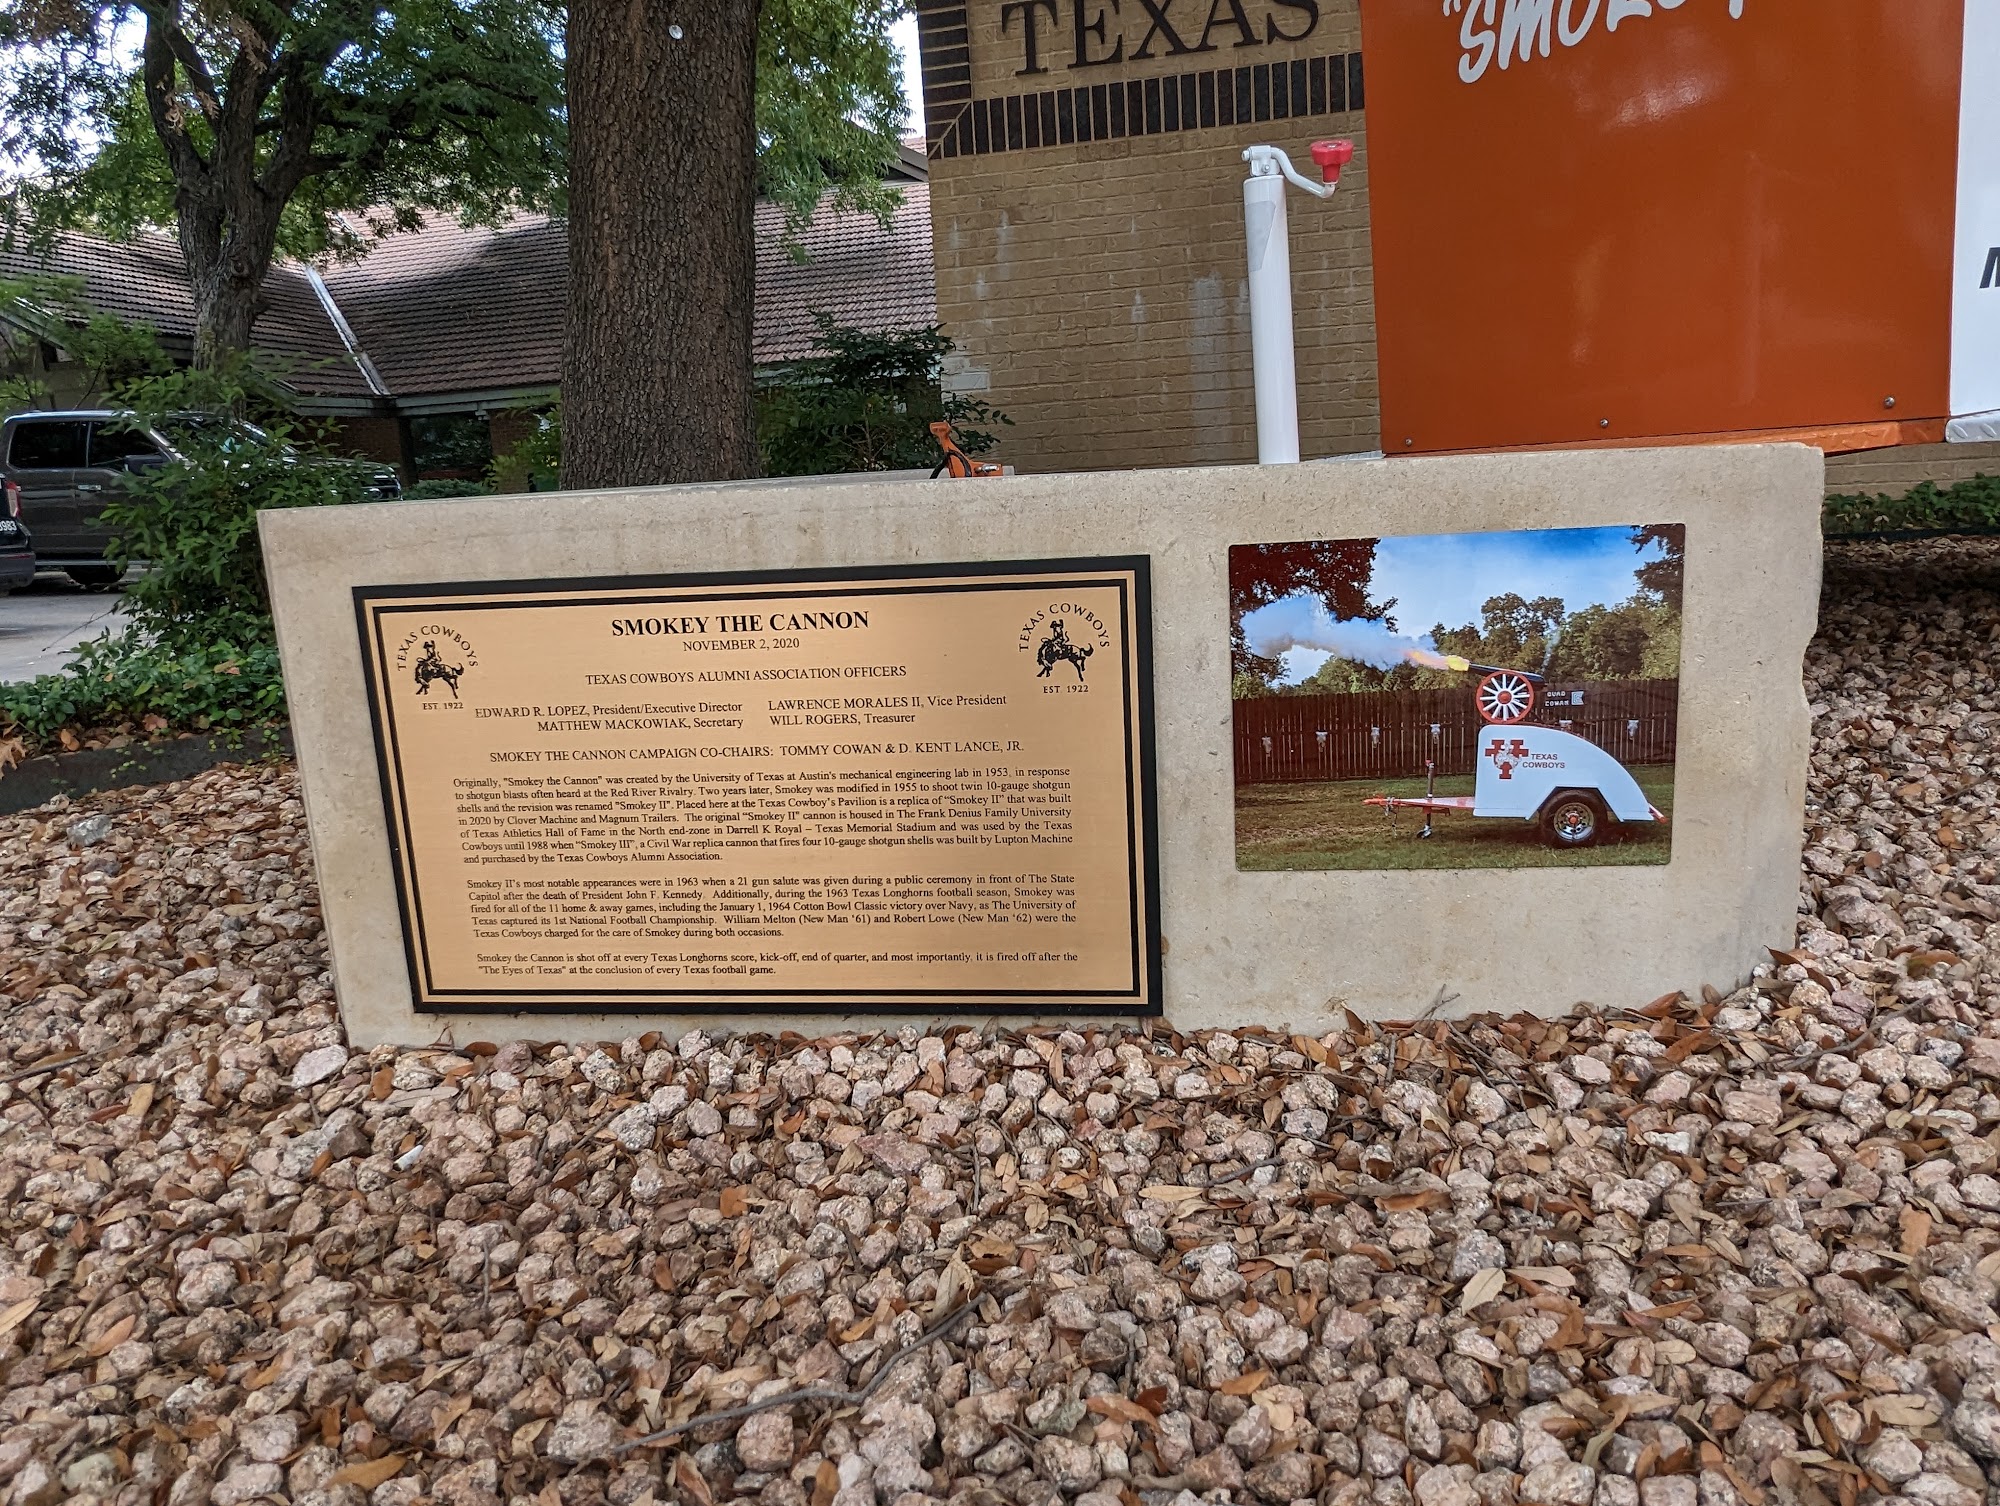 TEXAS
SMOKEY THE CANNON
NOVEMBER 2, 2020
TEXAS COWBOYS
EST. 1922
TEXAS COWBOYS
EST. 1922
TEXAS COWBOYS ALUMNI ASSOCIATION OFFICERS
EDWARD R. LOPEZ, President/Executive Director LAWRENCE MORALES II, Vice President
MATTHEW MACKOWIAK, Secretary WILL ROGERS, Treasurer
SMOKEY THE CANNON CAMPAIGN CO-CHAIRS: TOMMY COWAN & D. KENT LANCE, JR.
Originally, "Smokey the Cannon" was created by the University of Texas at Austin's mechanical engineering lab in 1953, in response
to shotgun blasts often heard at the Red River Rivalry. Two years later, Smokey was modified in 1955 to shoot twin 10-gauge shotgun
shells and the revision was renamed "Smokey II". Placed here at the Texas Cowboy's Pavilion is a replica of "Smokey II" that was built
in 2020 by Clover Machine and Magnum Trailers. The original "Smokey II" cannon is housed in The Frank Denius Family University
of Texas Athletics Hall of Fame in the North end-zone in Darrell K Royal – Texas Memorial Stadium and was used by the Texas
Cowboys until 1988 when "Smokey III", a Civil War replica cannon that fires four 10-gauge shotgun shells was built by Lupton Machine
and purchased by the Texas Cowboys Alumni Association.
Smokey II's most notable appearances were in 1963 when a 21 gun salute was given during a public ceremony in front of The State
Capitol after the death of President John F. Kennedy. Additionally, during the 1963 Texas Longhorns football season, Smokey was
fired for all of the 11 home & away games, including the January 1, 1964 Cotton Bowl Classic victory over Navy, as The University of
Texas captured its 1st National Football Championship. William Melton (New Man '61) and Robert Lowe (New Man '62) were the
Texas Cowboys charged for the care of Smokey during both occasions.
Smokey the Cannon is shot off at every Texas Longhorns score, kick-off, end of quarter, and most importantly, it is fired off after the
"The Eyes of Texas" at the conclusion of every Texas football game.
QUAD
COWAN
TEXAS
COWBOYS